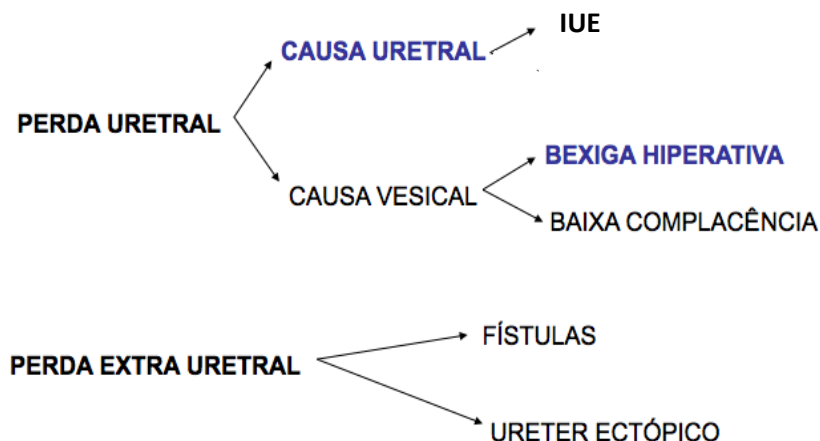 IUE
CAUSA URETRAL
PERDA URETRAL
BEXIGA HIPERATIVA
CAUSA VESICAL
BAIXA COMPLACÊNCIA
FÍSTULAS
PERDA EXTRA URETRAL
URETER ECTÓPICO